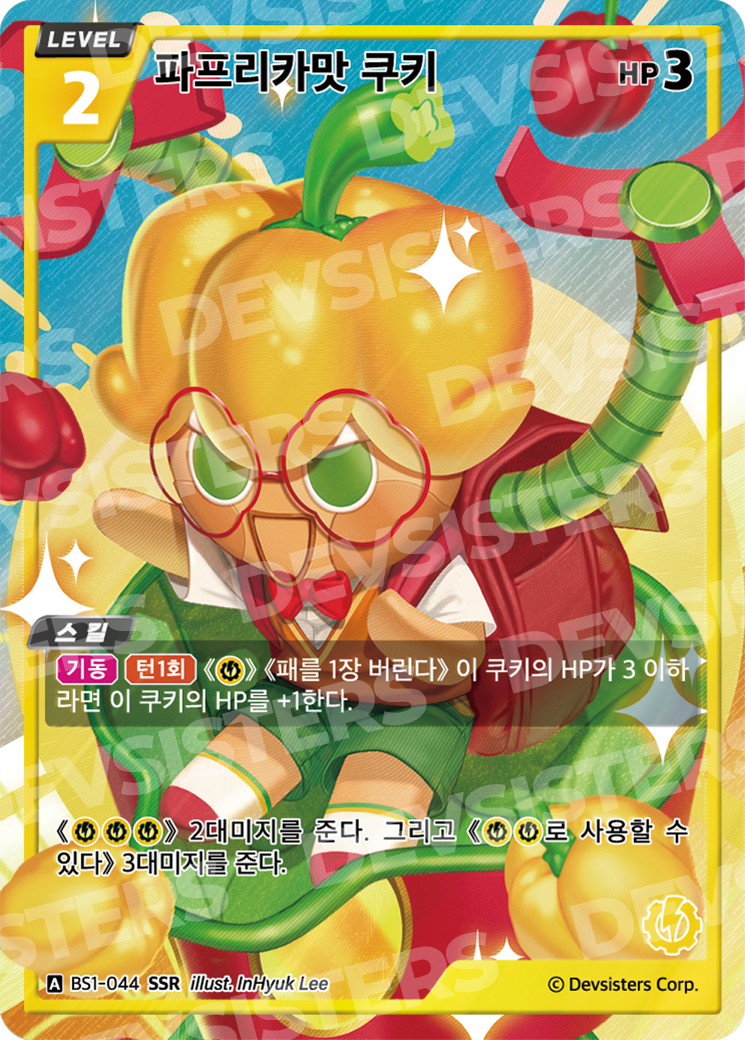 LEVEL
2
파프리카맛 쿠키
HP 3
스킬
기동 턴1회 《》 《패를 1장 버린다》 이 쿠키의 HP가 3 이하
라면 이 쿠키의 HP를 +1한다.
《》 2대미지를 준다. 그리고 《로 사용할 수
있다》 3대미지를 준다.
A BS1-044 SSR illust. InHyuk Lee
© Devsisters Corp.
DEVSISTERS